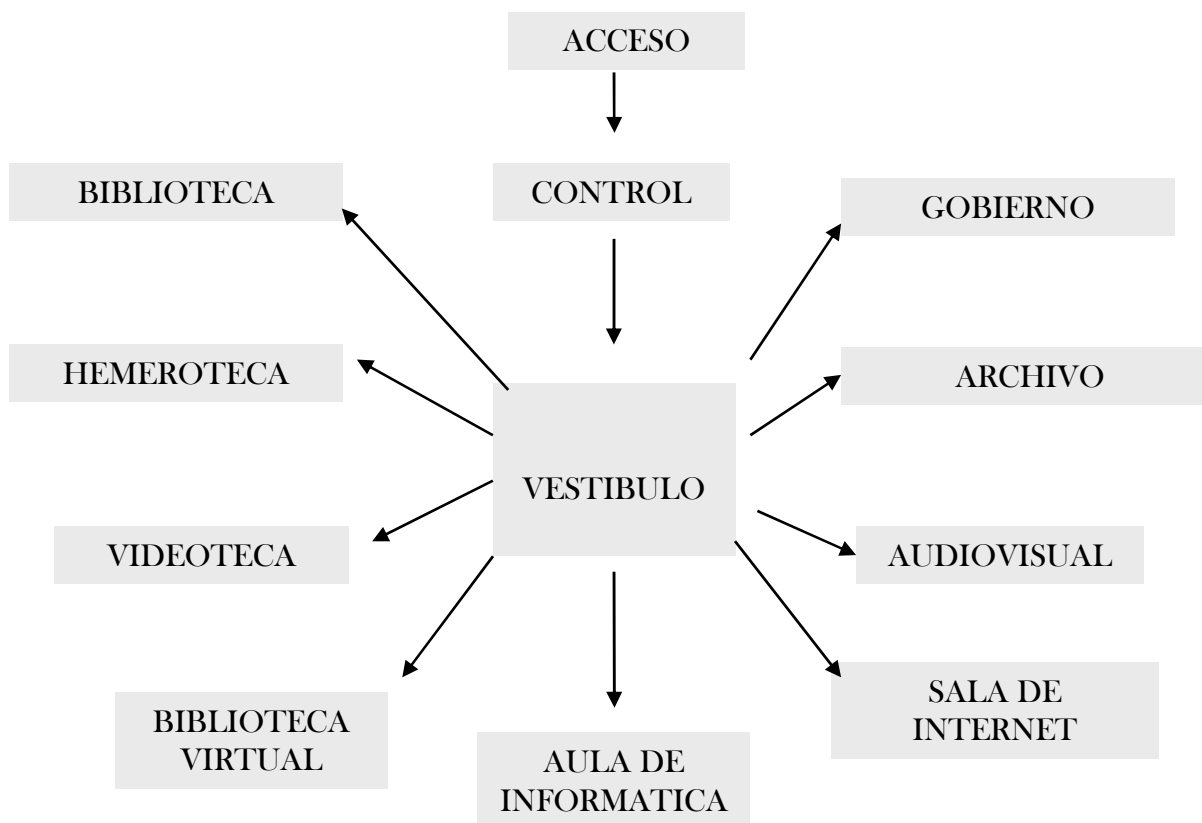 ACCESO
BIBLIOTECA
CONTROL
GOBIERNO
HEMEROTECA
ARCHIVO
VESTIBULO
VIDEOTECA
AUDIOVISUAL
BIBLIOTECA
VIRTUAL
AULA DE
INFORMATICA
SALA DE
INTERNET